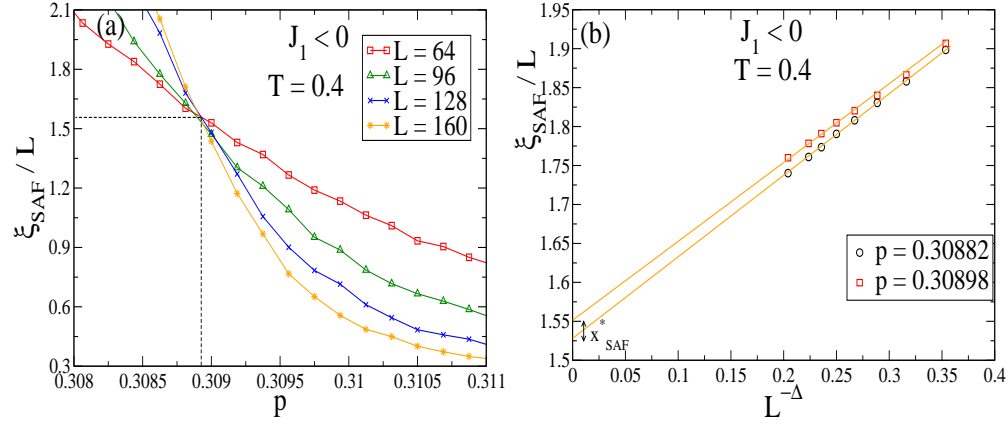 (a)
J₁ < 0
T = 0.4
L = 64
L = 96
L = 128
L = 160
ξSAF / L
2.1
1.8
1.5
1.2
0.9
0.6
0.3
0.308
0.3085
0.309
0.3095
0.31
0.3105
0.311
p
(b)
J₁ < 0
T = 0.4
p = 0.30882
p = 0.30898
x*SAF
ξSAF / L
1.95
1.9
1.85
1.8
1.75
1.7
1.65
1.6
1.55
1.5
0
0.05
0.1
0.15
0.2
0.25
0.3
0.35
0.4
L^−Δ